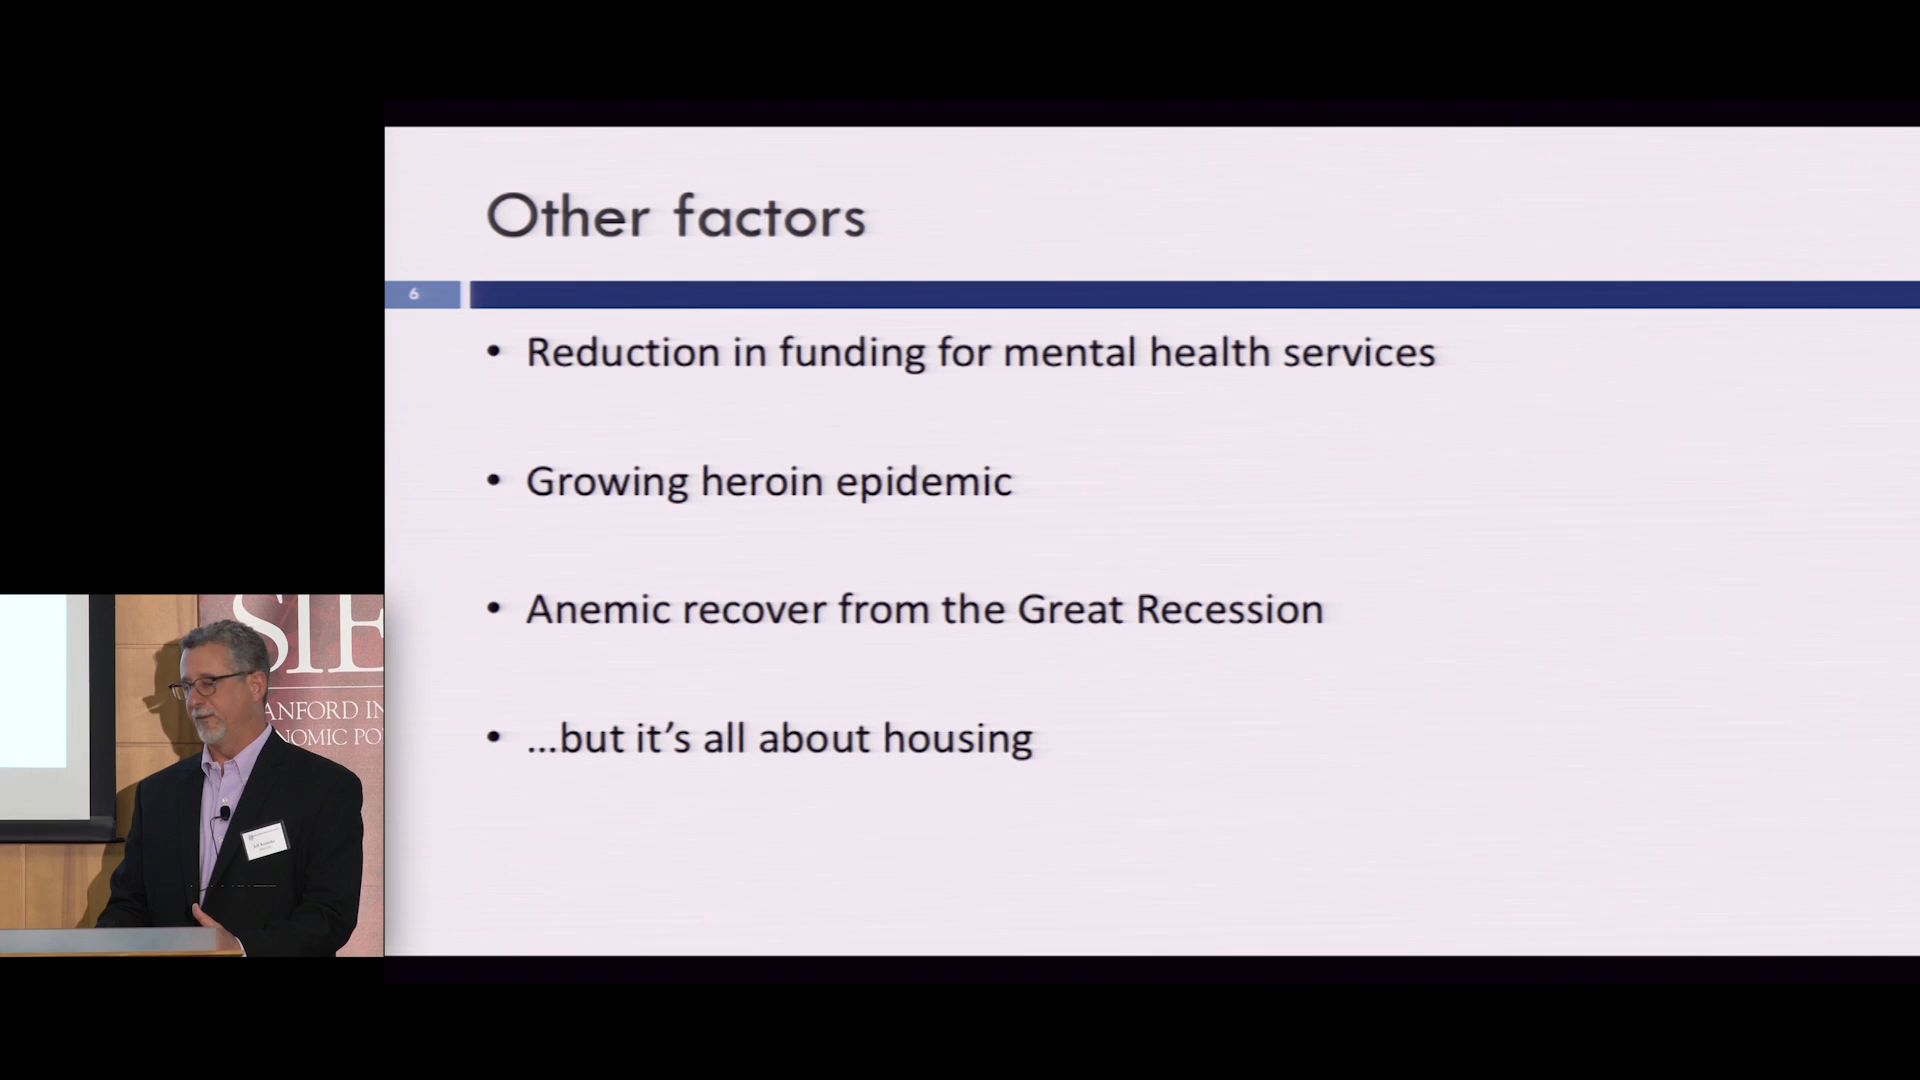 Other factors
6
• Reduction in funding for mental health services
• Growing heroin epidemic
• Anemic recover from the Great Recession
• ...but it’s all about housing
SIE
ANFORD IN
NOMIC PO